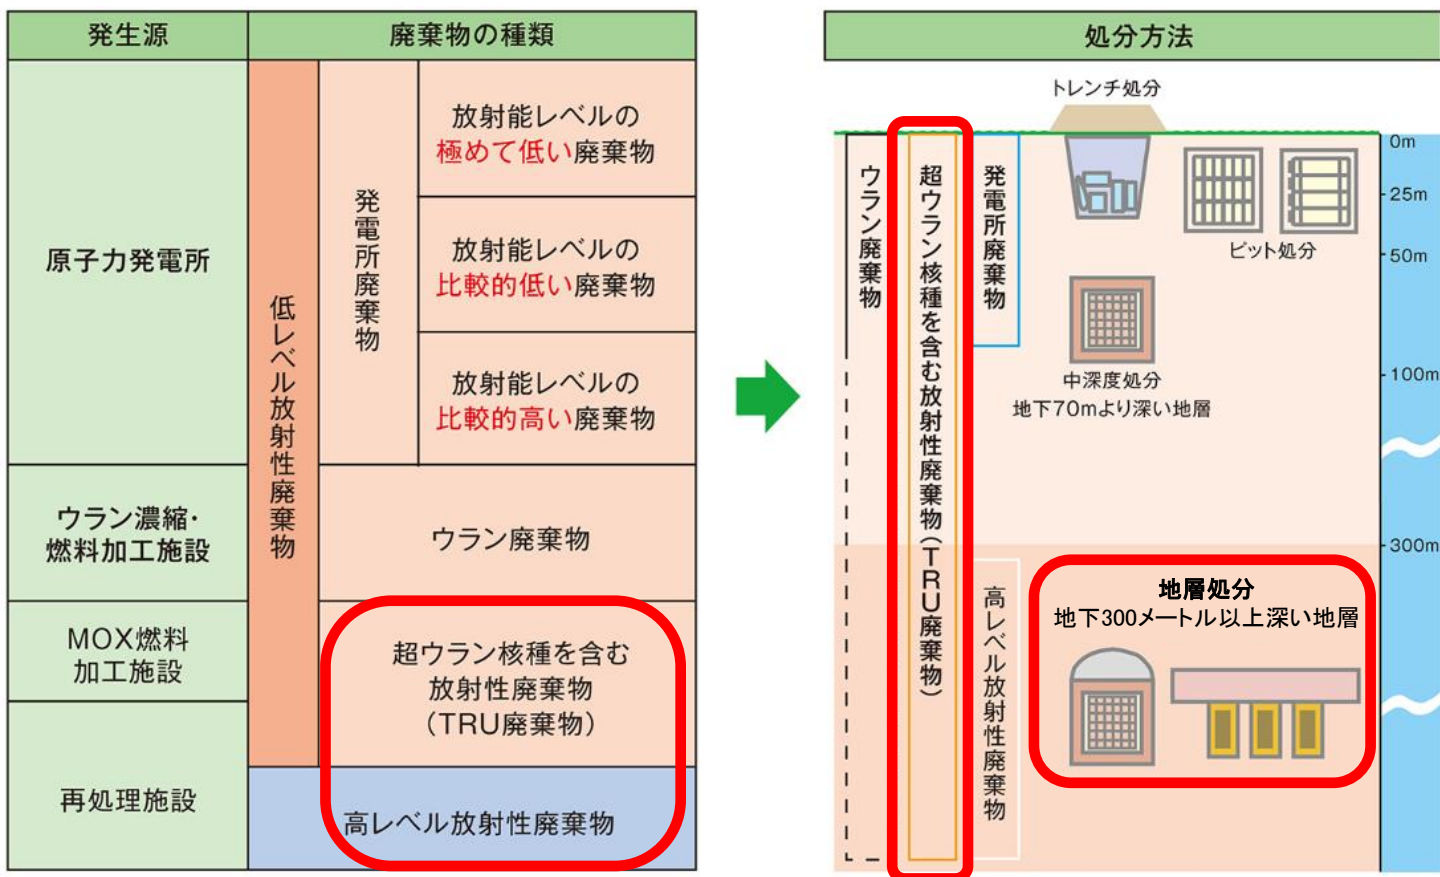 発生源
廃棄物の種類
原子力発電所
ウラン濃縮・
燃料加工施設
MOX燃料
加工施設
再処理施設
低レベル放射性廃棄物
発電所廃棄物
放射能レベルの
極めて低い廃棄物
放射能レベルの
比較的低い廃棄物
放射能レベルの
比較的高い廃棄物
ウラン廃棄物
超ウラン核種を含む
放射性廃棄物
(TRU廃棄物)
高レベル放射性廃棄物
処分方法
トレンチ処分
ウラン廃棄物
超ウラン核種を含む放射性廃棄物(TRU廃棄物)
発電所廃棄物
ピット処分
中深度処分
地下70mより深い地層
高レベル放射性廃棄物
地層処分
地下300メートル以上深い地層
0m
25m
50m
100m
300m